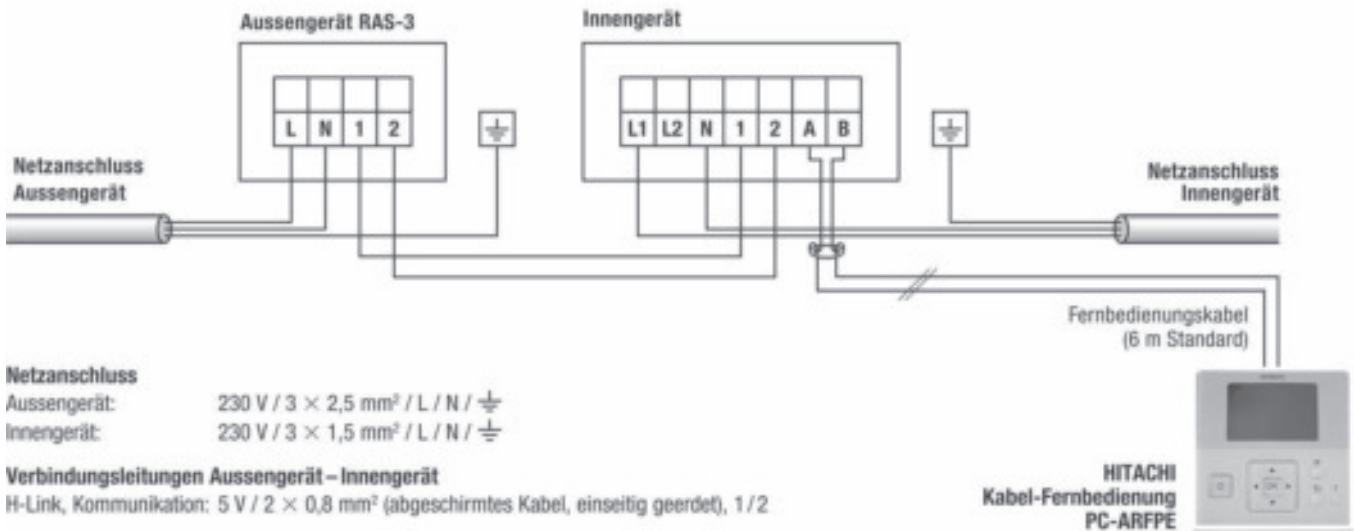 Aussengerät RAS-3
Innengerät
L N 1 2
L1 L2 N 1 2 A B
Netzanschluss
Aussengerät
Netzanschluss
Innengerät
Fernbedienungskabel
(6 m Standard)
Netzanschluss
Aussengerät: 230 V / 3 × 2,5 mm² / L / N / ⏚
Innengerät: 230 V / 3 × 1,5 mm² / L / N / ⏚
Verbindungsleitungen Aussengerät – Innengerät
H-Link, Kommunikation: 5 V / 2 × 0,8 mm² (abgeschirmtes Kabel, einseitig geerdet), 1 / 2
HITACHI
Kabel-Fernbedienung
PC-ARFPE